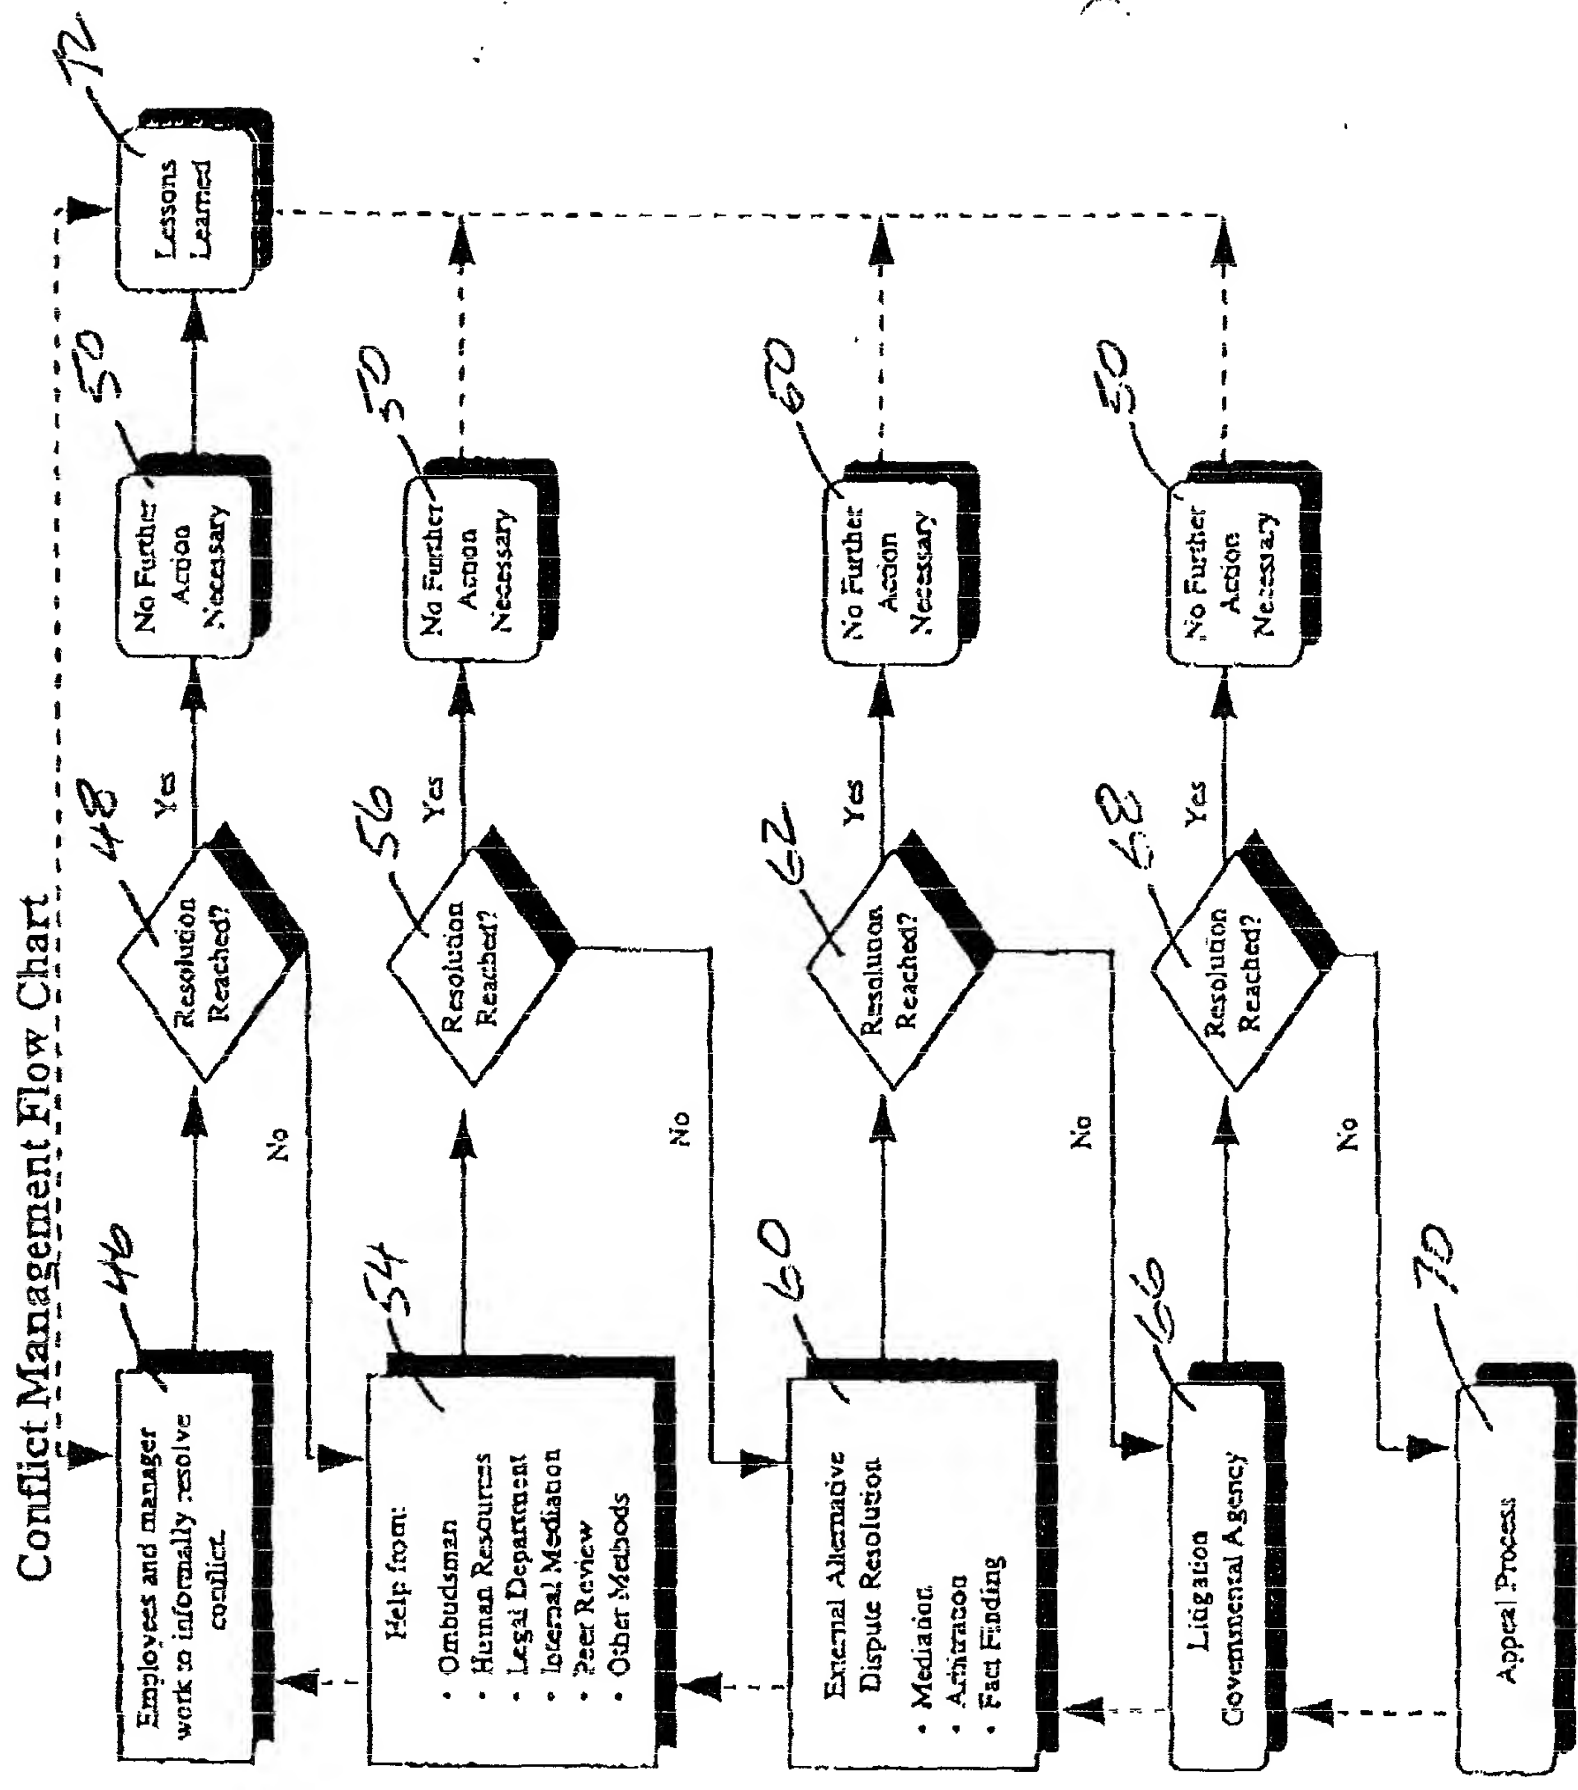 Conflict Management Flow Chart
46
Employees and manager
work to informally resolve
conflict.
48
Resolution
Reached?
Yes
No
50
No Further
Action
Necessary
72
Lessons
Learned
54
Help from:
• Ombudsman
• Human Resources
• Legal Department
• Internal Mediation
• Peer Review
• Other Methods
56
Resolution
Reached?
Yes
No
50
No Further
Action
Necessary
60
External Alternative
Dispute Resolution
• Mediation
• Arbitration
• Fact Finding
62
Resolution
Reached?
Yes
No
60
No Further
Action
Necessary
66
Litigation
Governmental Agency
68
Resolution
Reached?
Yes
No
50
No Further
Action
Necessary
70
Appeal Process